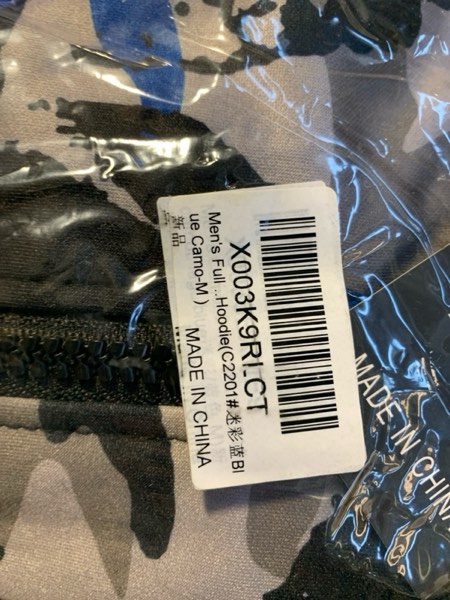 X003K9RLCT
Men's Full ...Hoodie(C2201#迷彩蓝Bl
ue Camo-M )
MADE IN CHINA
新品
MADE IN CHINA